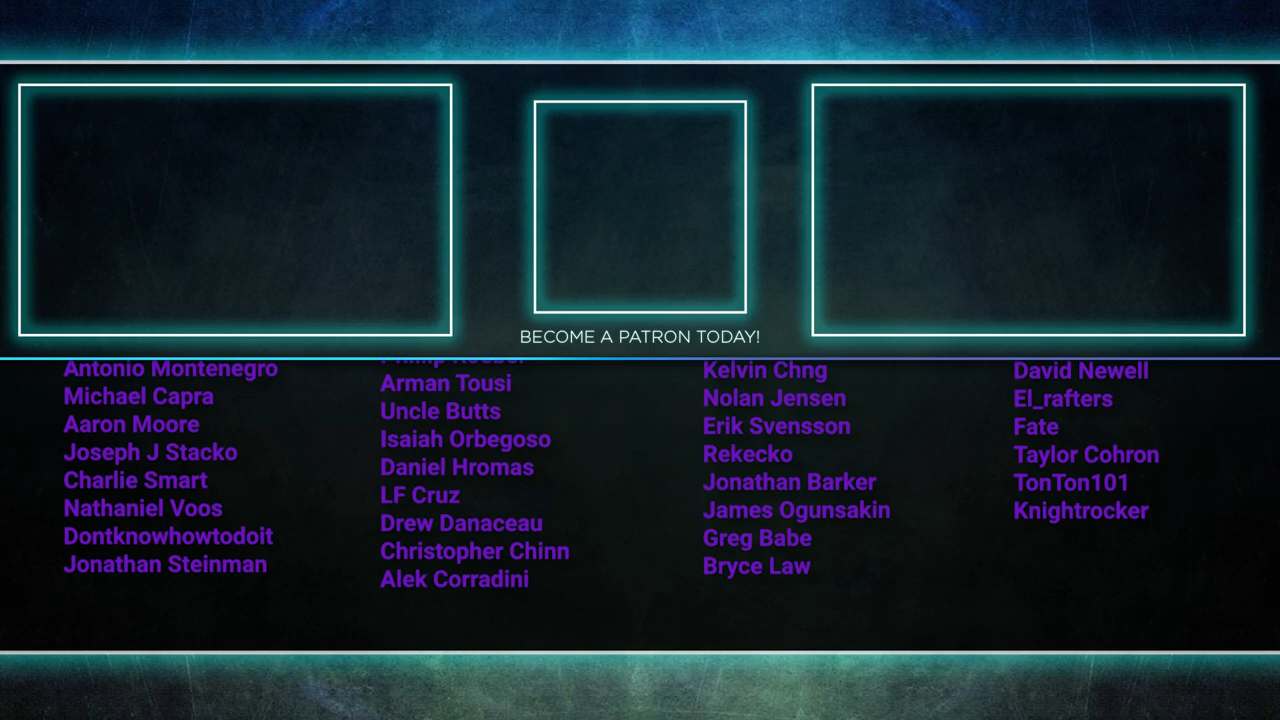 BECOME A PATRON TODAY!
Antonio Montenegro
Michael Capra
Aaron Moore
Joseph J Stacko
Charlie Smart
Nathaniel Voos
Dontknowhowtodoit
Jonathan Steinman
Arman Tousi
Uncle Butts
Isaiah Orbegoso
Daniel Hromas
LF Cruz
Drew Danaceau
Christopher Chinn
Alek Corradini
Kelvin Chng
Nolan Jensen
Erik Svensson
Rekecko
Jonathan Barker
James Ogunsakin
Greg Babe
Bryce Law
David Newell
El_rafters
Fate
Taylor Cohron
TonTon101
Knightrocker